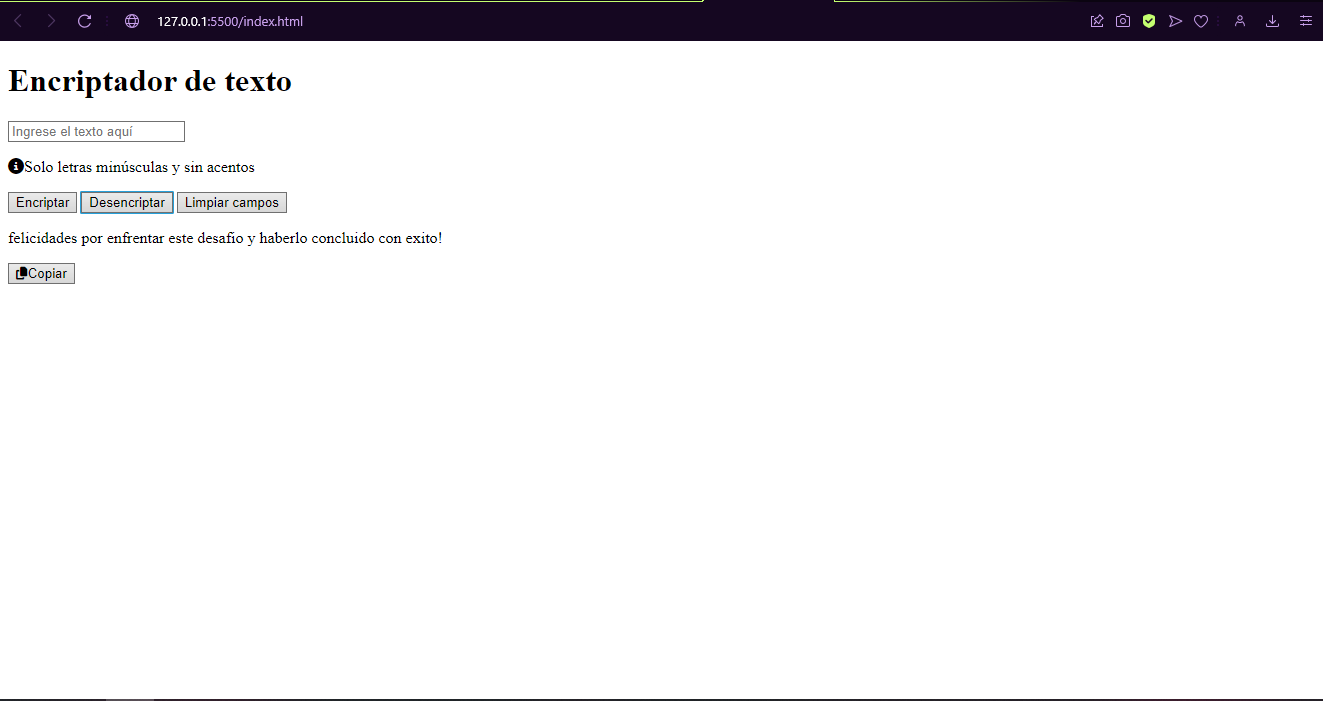 127.0.0.1:5500/index.html
Encriptador de texto
Ingrese el texto aquí
Solo letras minúsculas y sin acentos
Encriptar Desencriptar Limpiar campos
felicidades por enfrentar este desafio y haberlo concluido con exito!
Copiar